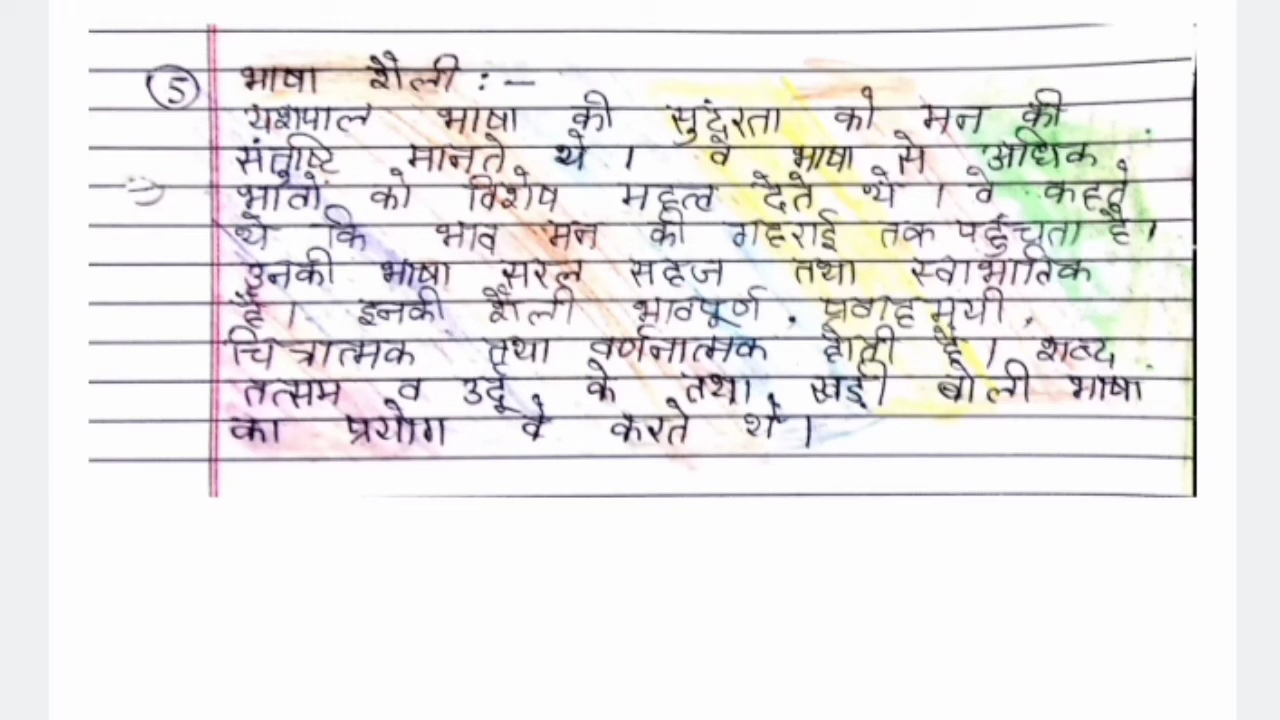 ⑤ भाषा शैली : –
यशपाल भाषा की सुदंरता को मन की
संतुष्टि मानते थे । वे भाषा से अधिक
भावों को विशेष महत्व देते थे । वे कहते
थे कि भाव मन की गहराई तक पहुँचता है।
उनकी भाषा सरल सहज तथा स्वाभाविक
है। इनकी शैली भावपूर्ण , प्रवाहमयी ,
चित्रात्मक तथा वर्णनात्मक होती है । शब्द
तत्सम व उर्दू के तथा खड़ी बोली भाषा
का प्रयोग वे करते थे ।